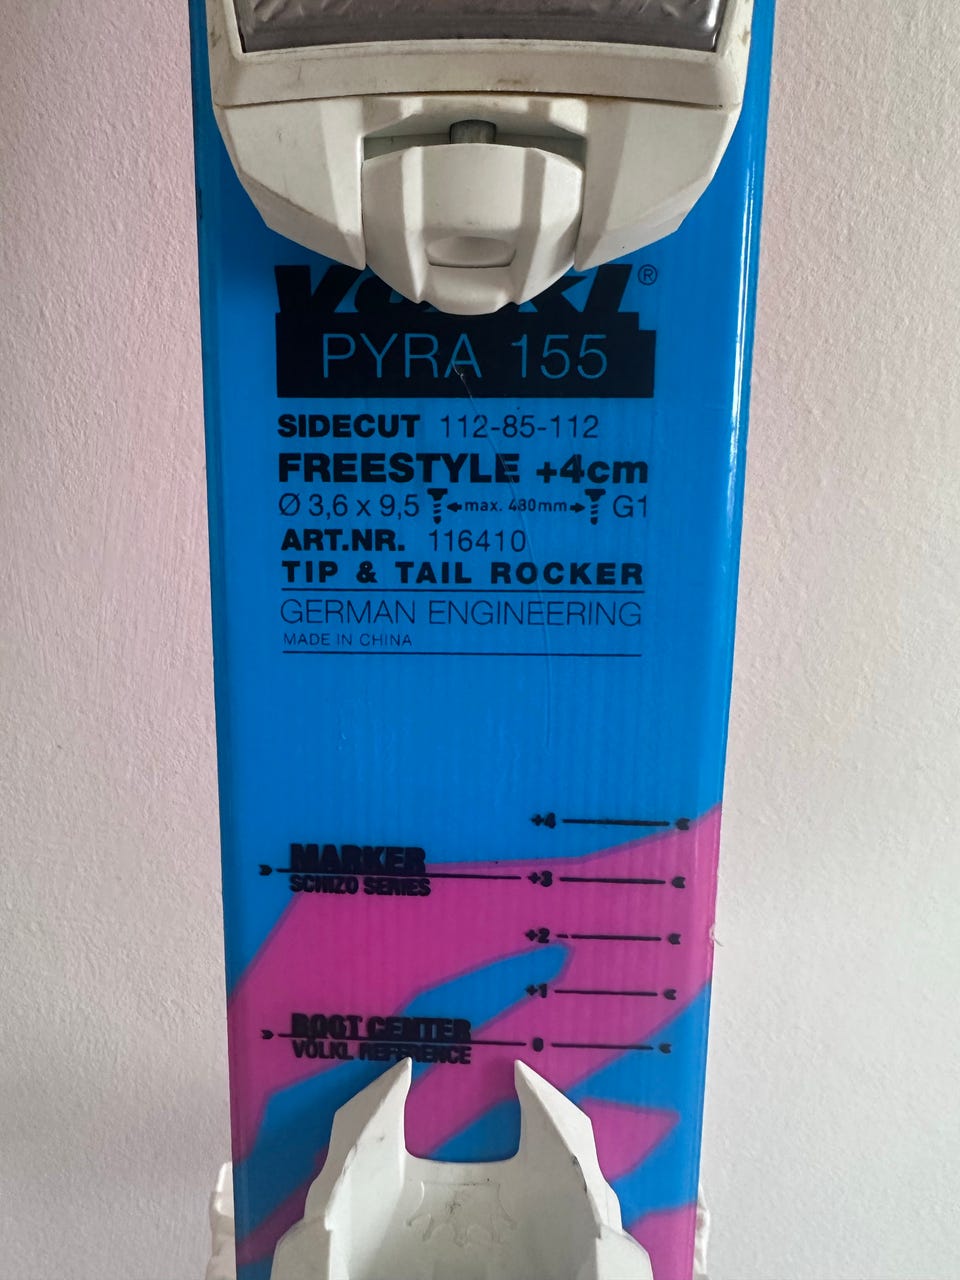 Völkl®
PYRA 155
SIDECUT 112-85-112
FREESTYLE +4cm
Ø 3,6 x 9,5 max. 480mm G1
ART.NR. 116410
TIP & TAIL ROCKER
GERMAN ENGINEERING
MADE IN CHINA
+4
MARKER
SCHIZO SERIES
+3
+2
+1
BOOT CENTER
VÖLKL REFERENCE
0